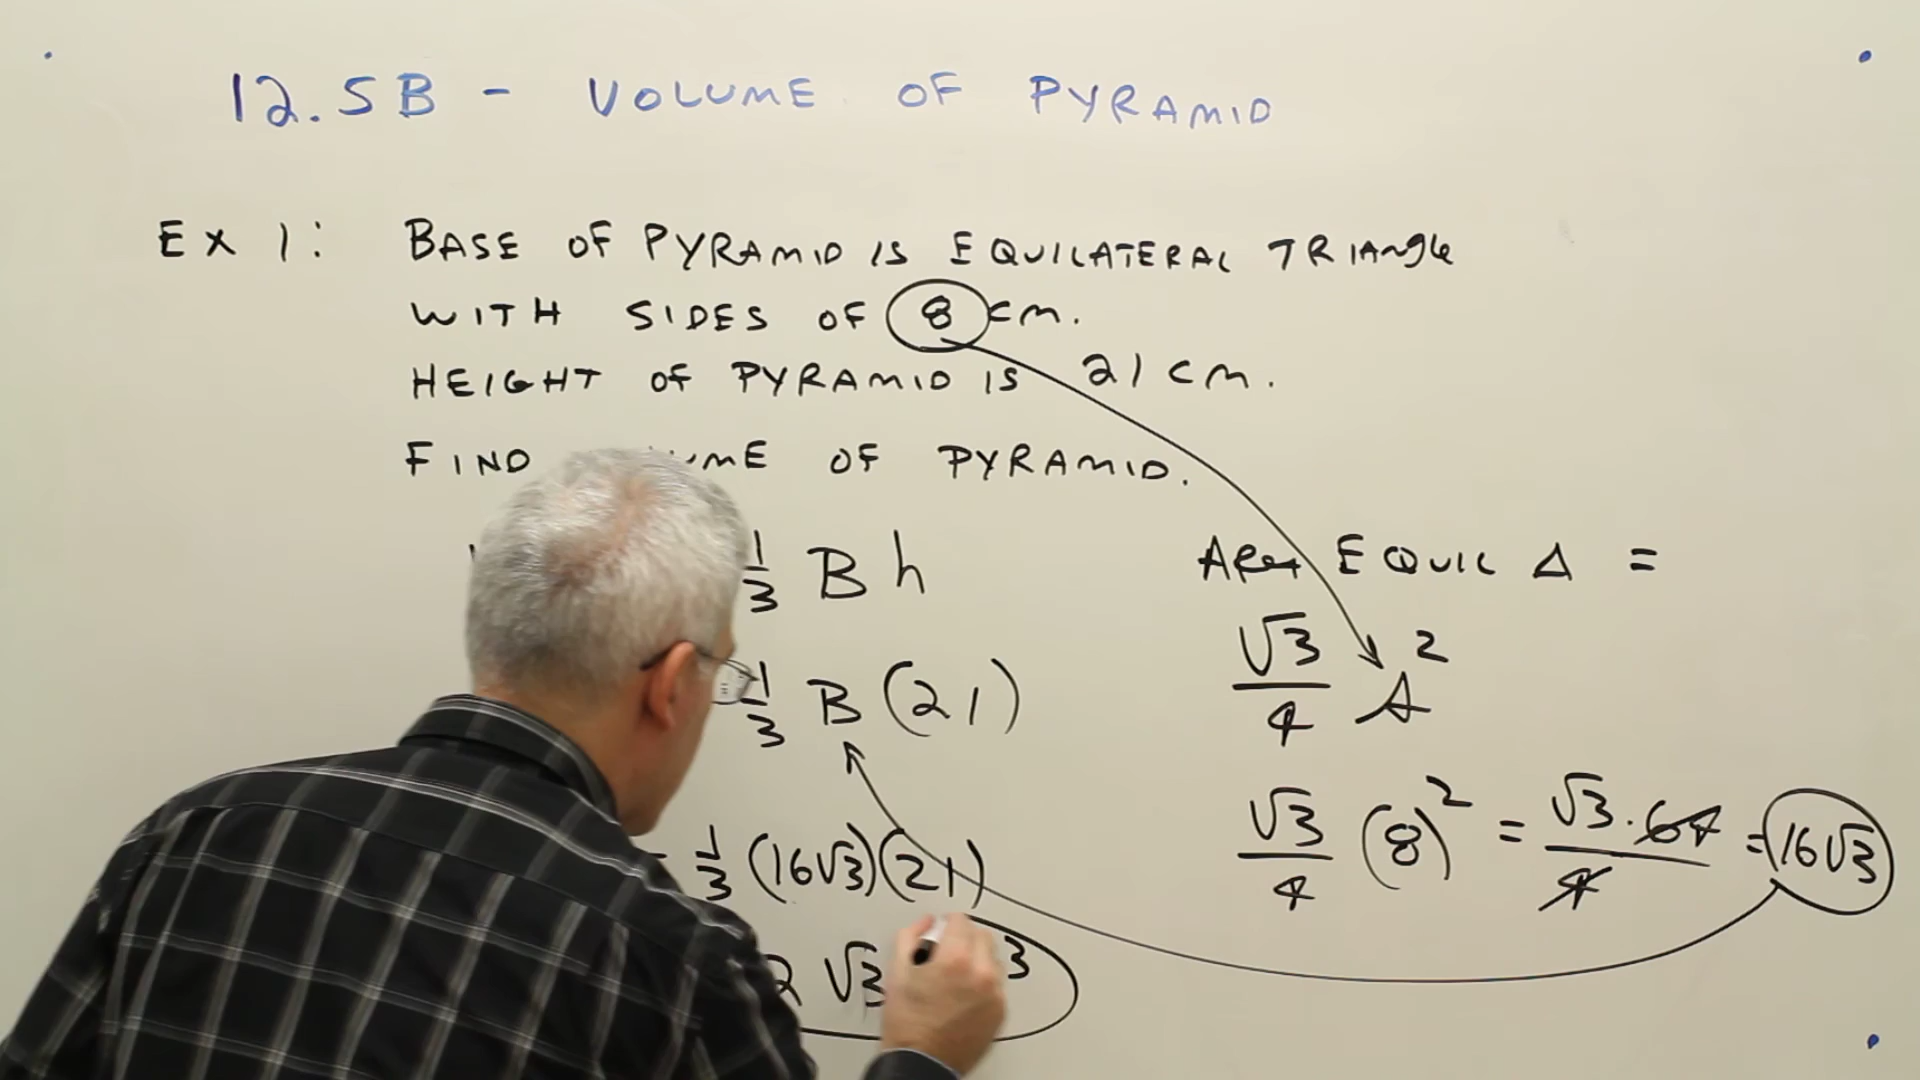 12.5B - VOLUME OF PYRAMID
Ex 1: BASE OF PYRAMID IS EQUILATERAL TRIANGLE
WITH SIDES OF 8 cm.
HEIGHT OF PYRAMID IS 21 cm.
FIND OF PYRAMID.
1/3 B h
1/3 B (21)
= 1/3 (16√3)(21)
2 √3 3
AREA EQUIL Δ =
√3/4 s²
√3/4 (8)² = √3·64/4 = 16√3